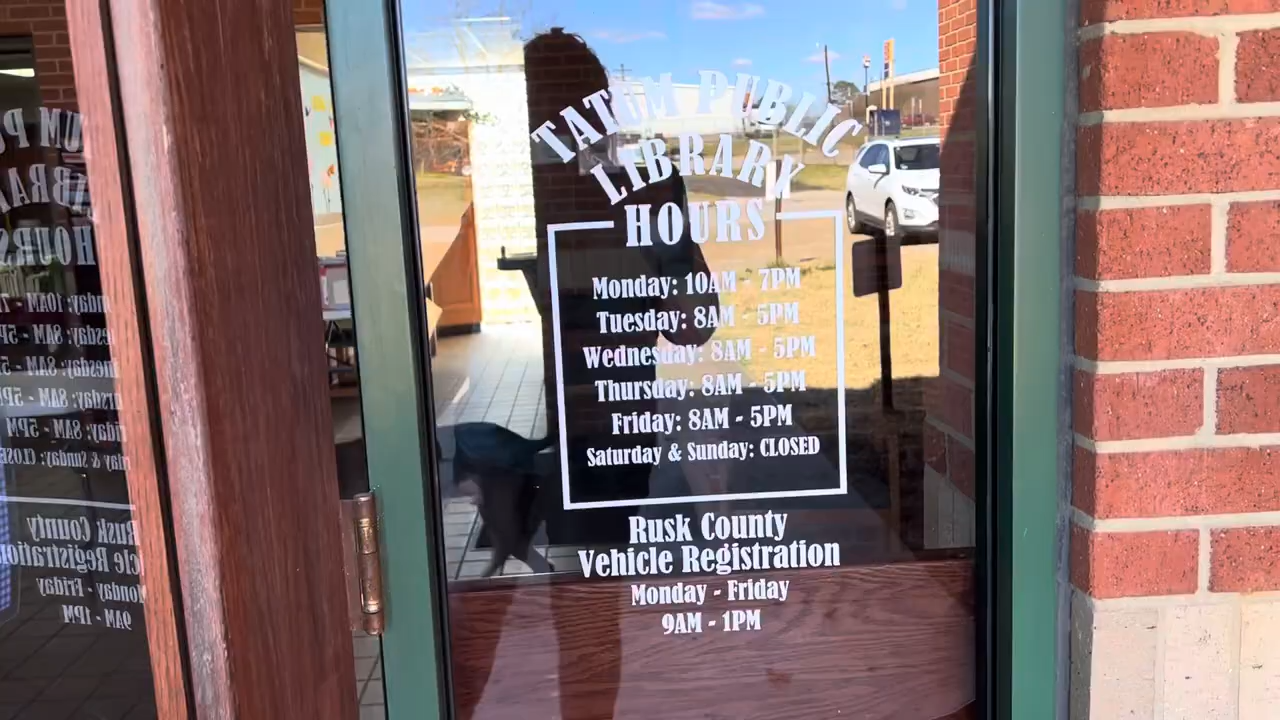 TATUM PUBLIC
LIBRARY
HOURS
Monday: 10AM - 7PM
Tuesday: 8AM - 5PM
Wednesday: 8AM - 5PM
Thursday: 8AM - 5PM
Friday: 8AM - 5PM
Saturday & Sunday: CLOSED
Rusk County
Vehicle Registration
Monday - Friday
9AM - 1PM